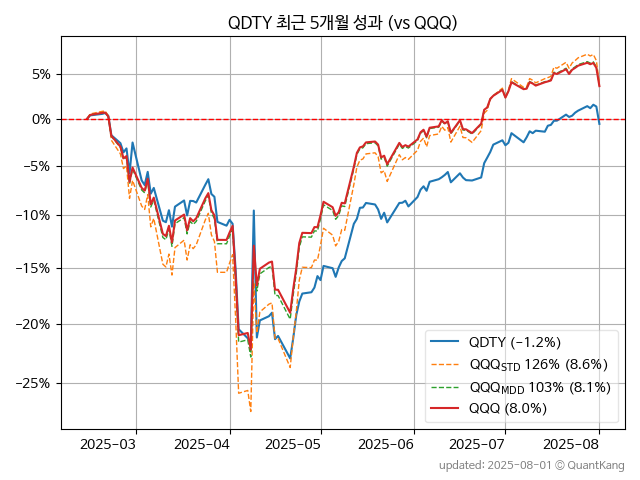 QDTY 최근 5개월 성과 (vs QQQ)
5%
0%
−5%
−10%
−15%
−20%
−25%
QDTY (−1.2%)
QQQSTD 126% (8.6%)
QQQMDD 103% (8.1%)
QQQ (8.0%)
2025-03 2025-04 2025-05 2025-06 2025-07 2025-08
updated: 2025-08-01 © QuantKang